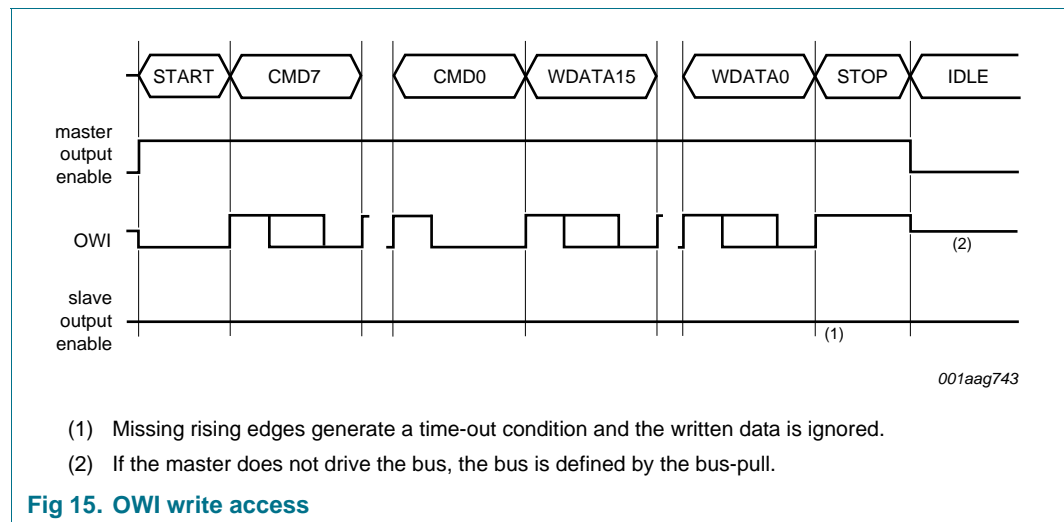 START CMD7 CMD0 WDATA15 WDATA0 STOP IDLE
master
output
enable
OWI
(2)
slave
output
enable
(1)
001aag743
(1) Missing rising edges generate a time-out condition and the written data is ignored.
(2) If the master does not drive the bus, the bus is defined by the bus-pull.
Fig 15. OWI write access